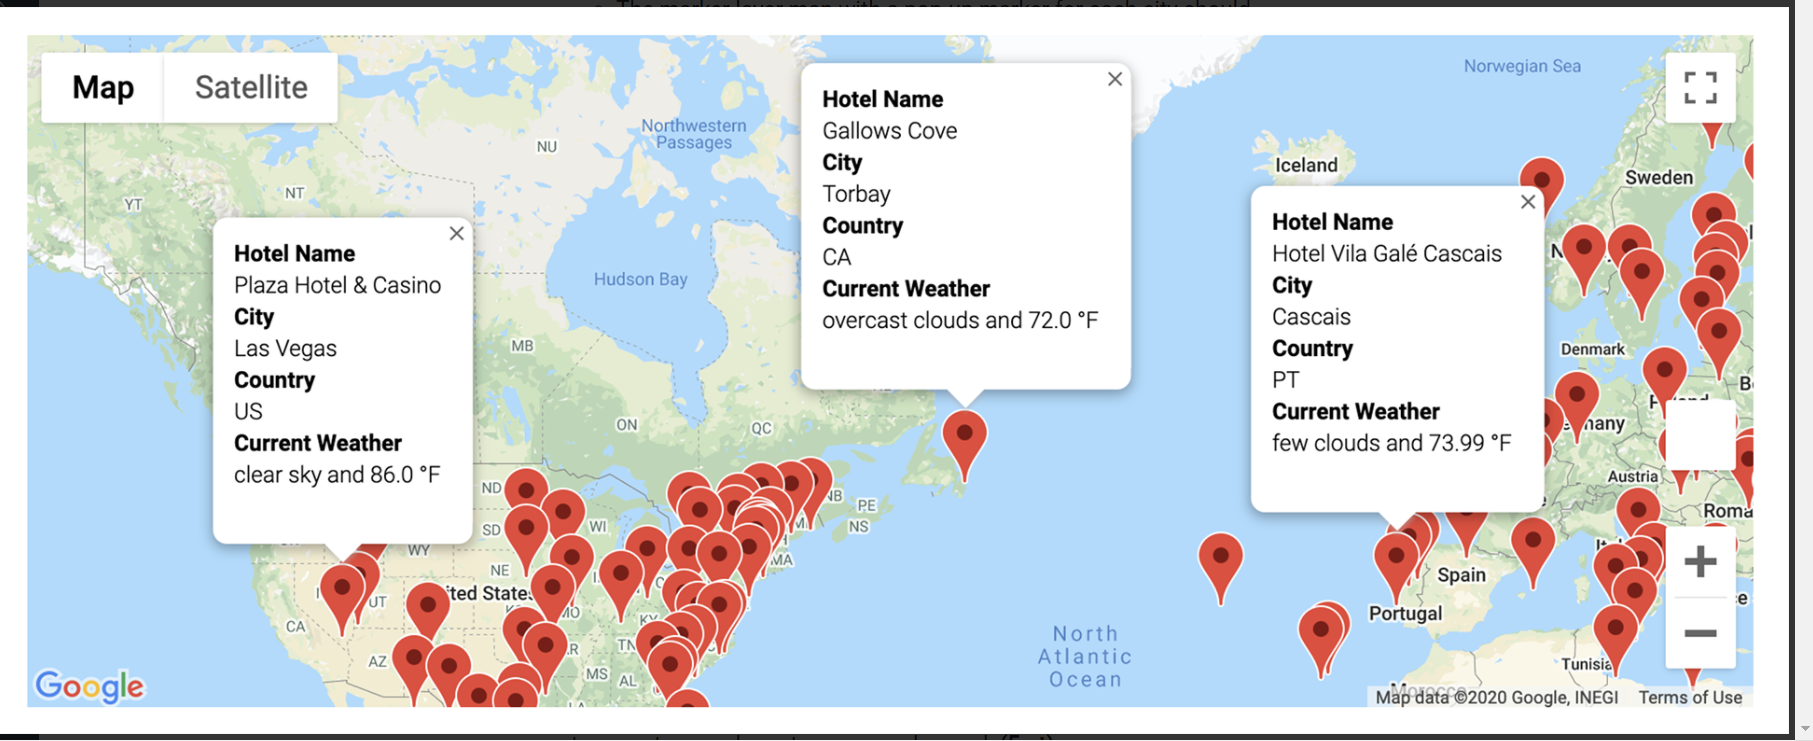 Map
Satellite
Norwegian Sea
Northwestern
Passages
NU
Iceland
Sweden
NT
YT
Hudson Bay
Hotel Name
Plaza Hotel & Casino
City
Las Vegas
Country
US
Current Weather
clear sky and 86.0 °F
Hotel Name
Gallows Cove
City
Torbay
Country
CA
Current Weather
overcast clouds and 72.0 °F
Hotel Name
Hotel Vila Galé Cascais
City
Cascais
Country
PT
Current Weather
few clouds and 73.99 °F
MB
Denmark
ON
QC
Austria
ND
NB
PE
SD
WI
NS
WY
MA
NE
Spain
UT
KY
Portugal
CA
TN
North
Atlantic
Ocean
AZ
MS
AL
Tunisia
Morocco
Google
Map data ©2020 Google, INEGI
Terms of Use